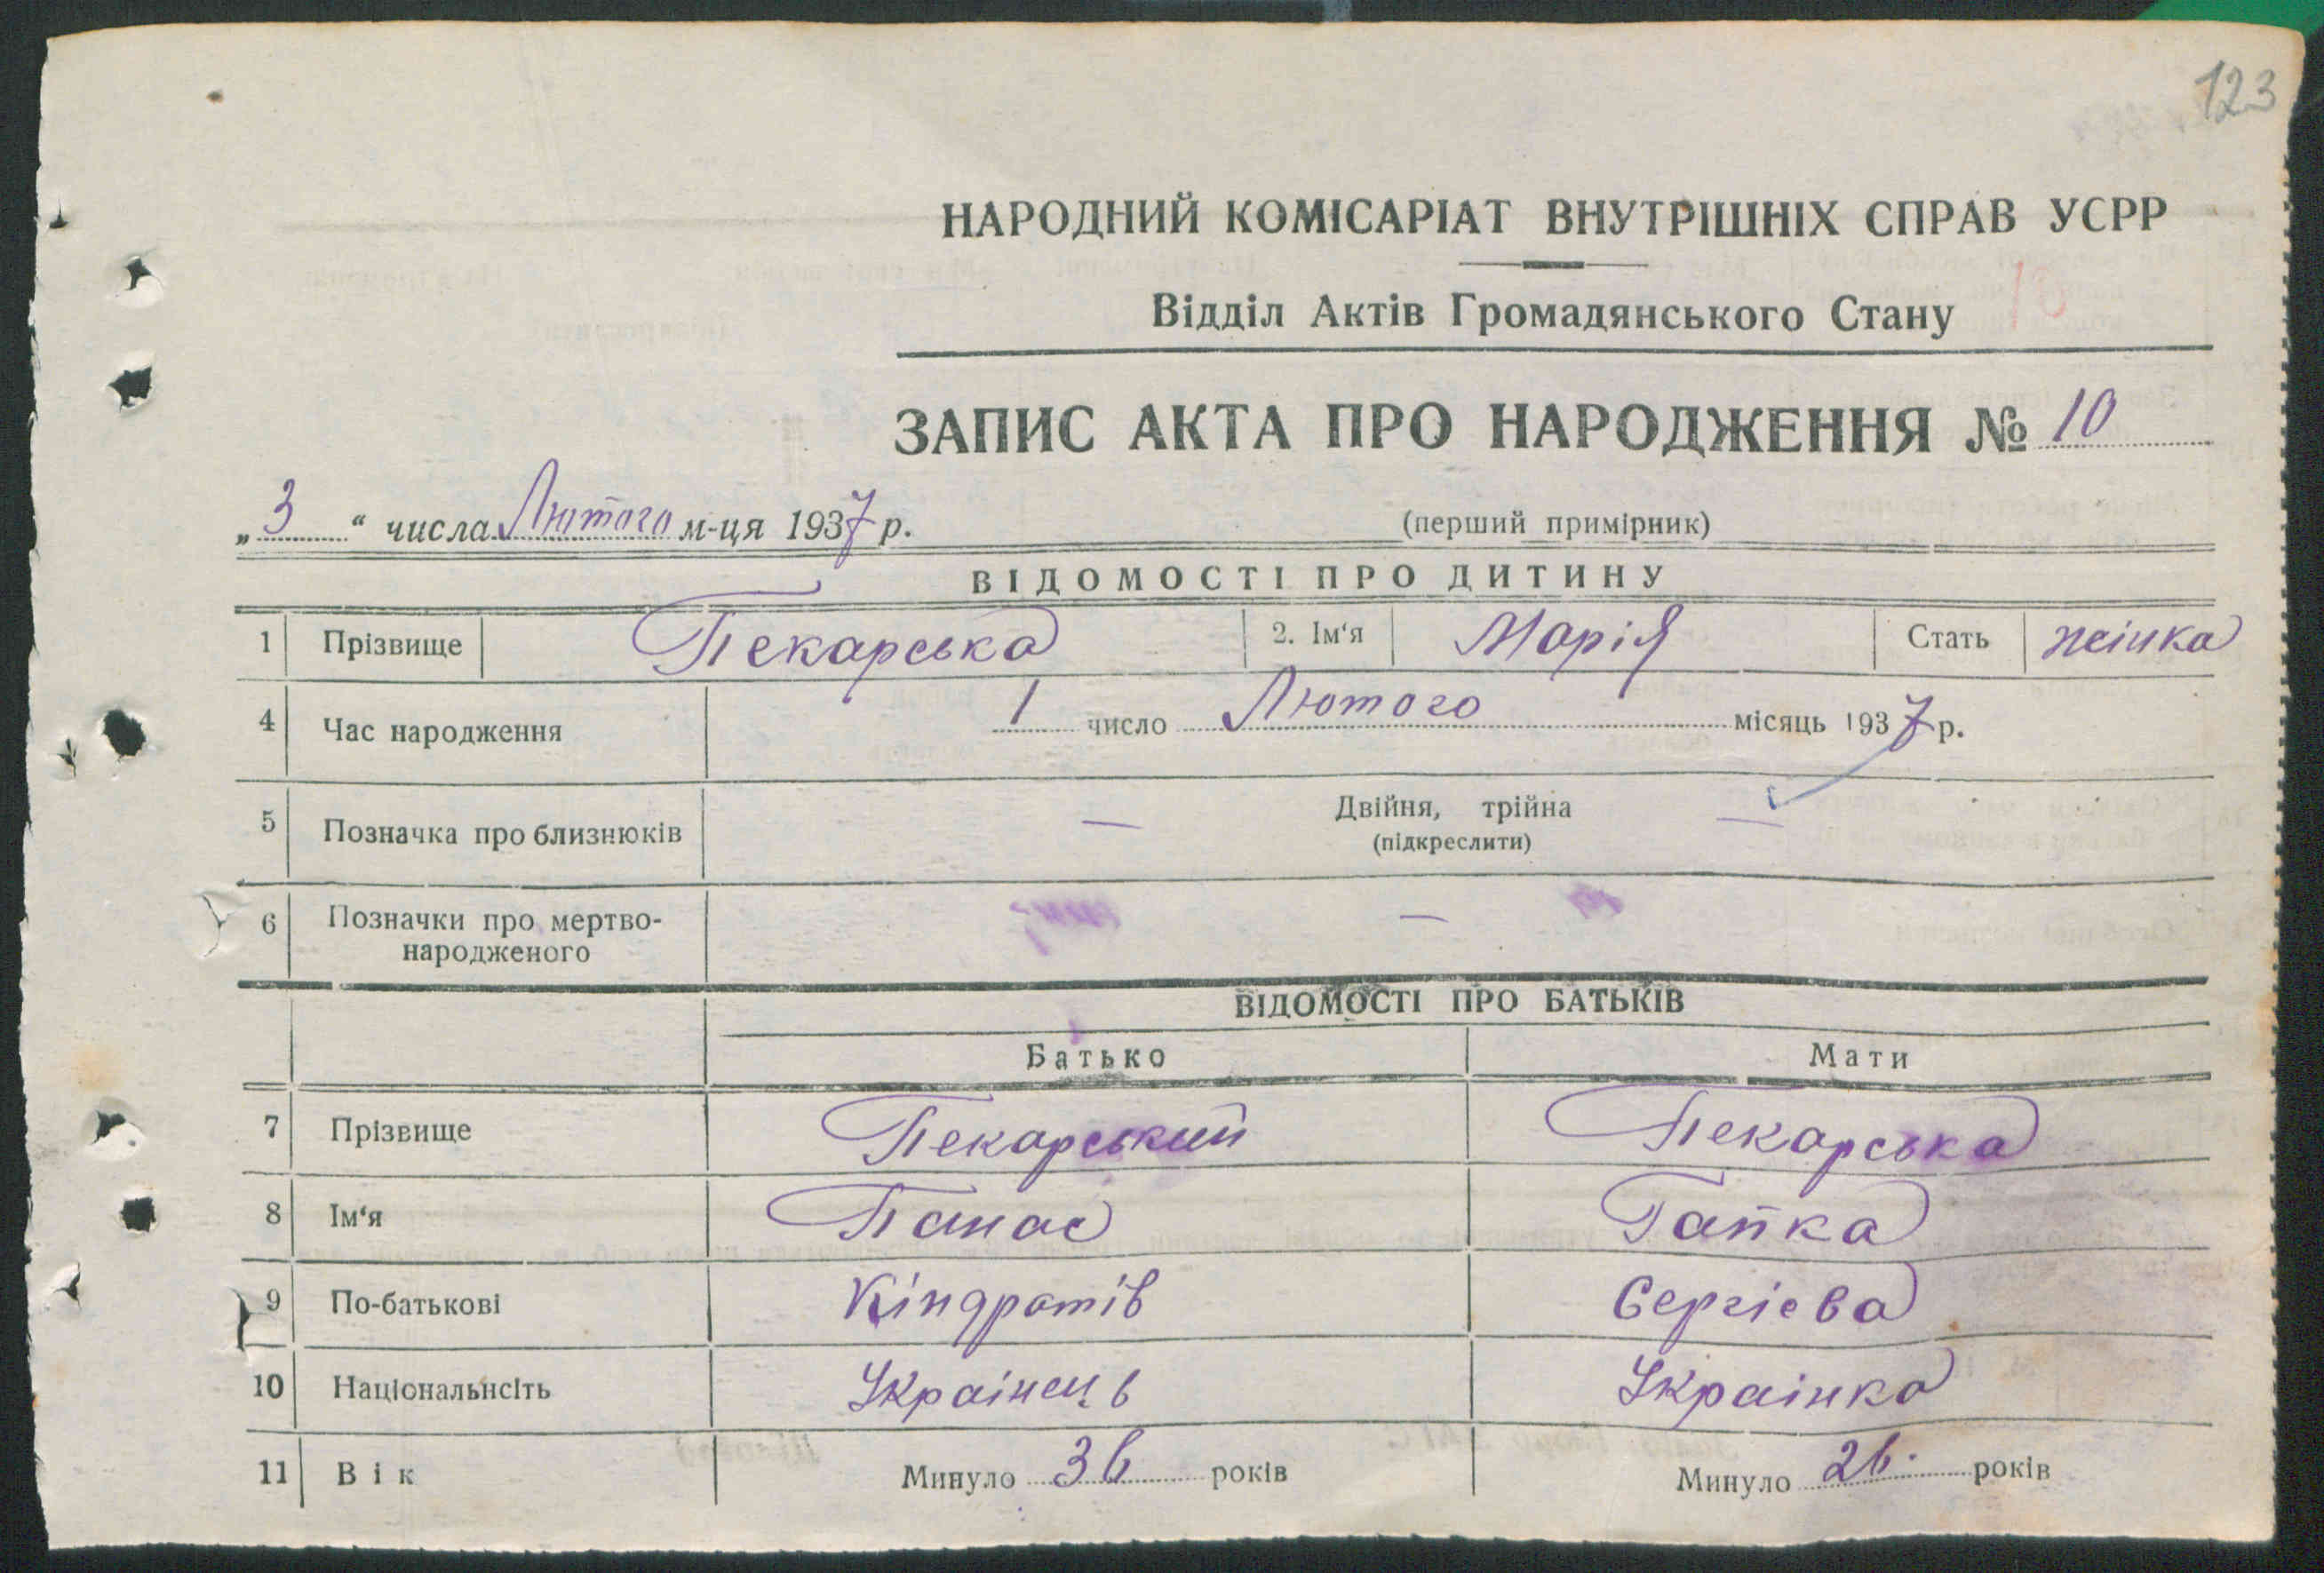 123
НАРОДНИЙ КОМІСАРІАТ ВНУТРІШНІХ СПРАВ УСРР
Відділ Актів Громадянського Стану
ЗАПИС АКТА ПРО НАРОДЖЕННЯ № 10
„3“ числа Лютого м-ця 1937 р. (перший примірник)
ВІДОМОСТІ ПРО ДИТИНУ
1 Прізвище Пекарська 2. Ім‘я Марія Стать жінка
4 Час народження 1 число Лютого місяць 1937 р.
5 Позначка про близнюків — Двійня, трійна —
(підкреслити)
6 Позначки про мертво- —
народженого
ВІДОМОСТІ ПРО БАТЬКІВ
Батько Мати
7 Прізвище Пекарський Пекарська
8 Ім‘я Панас Гапка
9 По-батькові Кіндратів Сергієва
10 Національнсіть Украінець Украінка
11 Вік Минуло 36 років Минуло 26. років